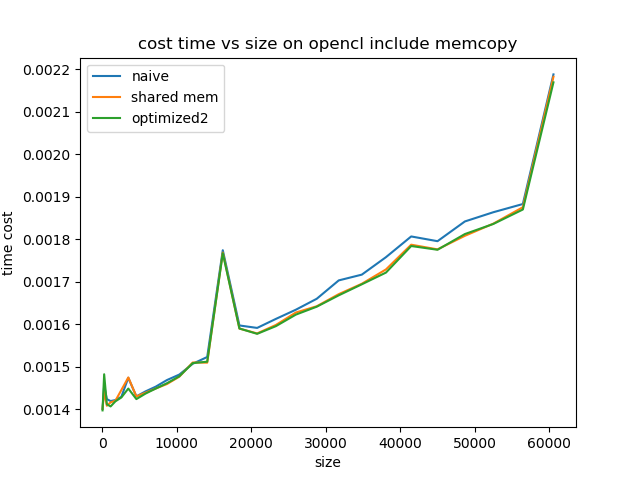 cost time vs size on opencl include memcopy
naive
shared mem
optimized2
0.0022
0.0021
0.0020
0.0019
0.0018
0.0017
0.0016
0.0015
0.0014
time cost
0 10000 20000 30000 40000 50000 60000
size